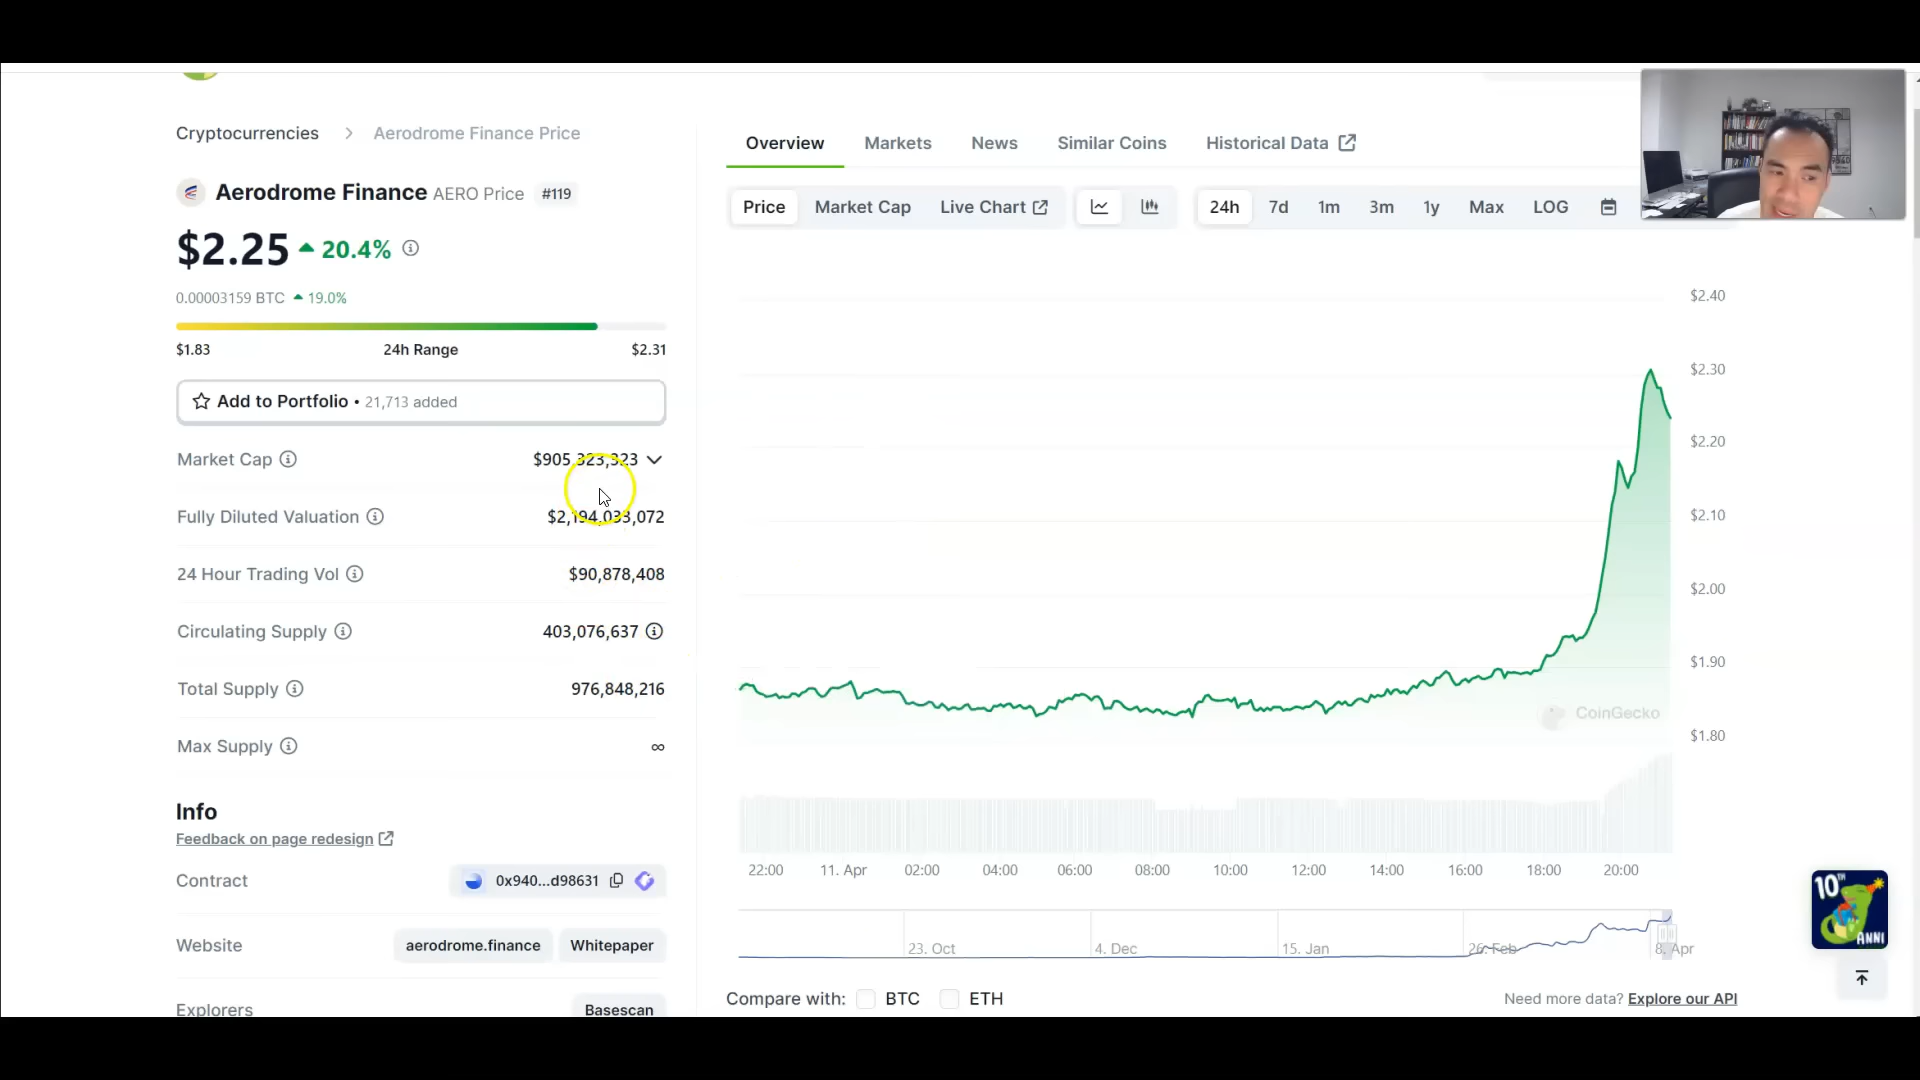 Cryptocurrencies > Aerodrome Finance Price
Aerodrome Finance AERO Price #119
$2.25 20.4%
0.00003159 BTC 19.0%
$1.83 24h Range $2.31
Add to Portfolio • 21,713 added
Market Cap $905,323,323
Fully Diluted Valuation $2,194,033,072
24 Hour Trading Vol $90,878,408
Circulating Supply 403,076,637
Total Supply 976,848,216
Max Supply ∞
Info
Feedback on page redesign
Contract 0x940...d98631
Website aerodrome.finance Whitepaper
Explorers Basescan
Overview Markets News Similar Coins Historical Data
Price Market Cap Live Chart 24h 7d 1m 3m 1y Max LOG
$2.40
$2.30
$2.20
$2.10
$2.00
$1.90
CoinGecko
$1.80
22:00 11. Apr 02:00 04:00 06:00 08:00 10:00 12:00 14:00 16:00 18:00 20:00
23. Oct 4. Dec 15. Jan 26. Feb 8. Apr
Compare with: BTC ETH
Need more data? Explore our API
10TH
ANNI